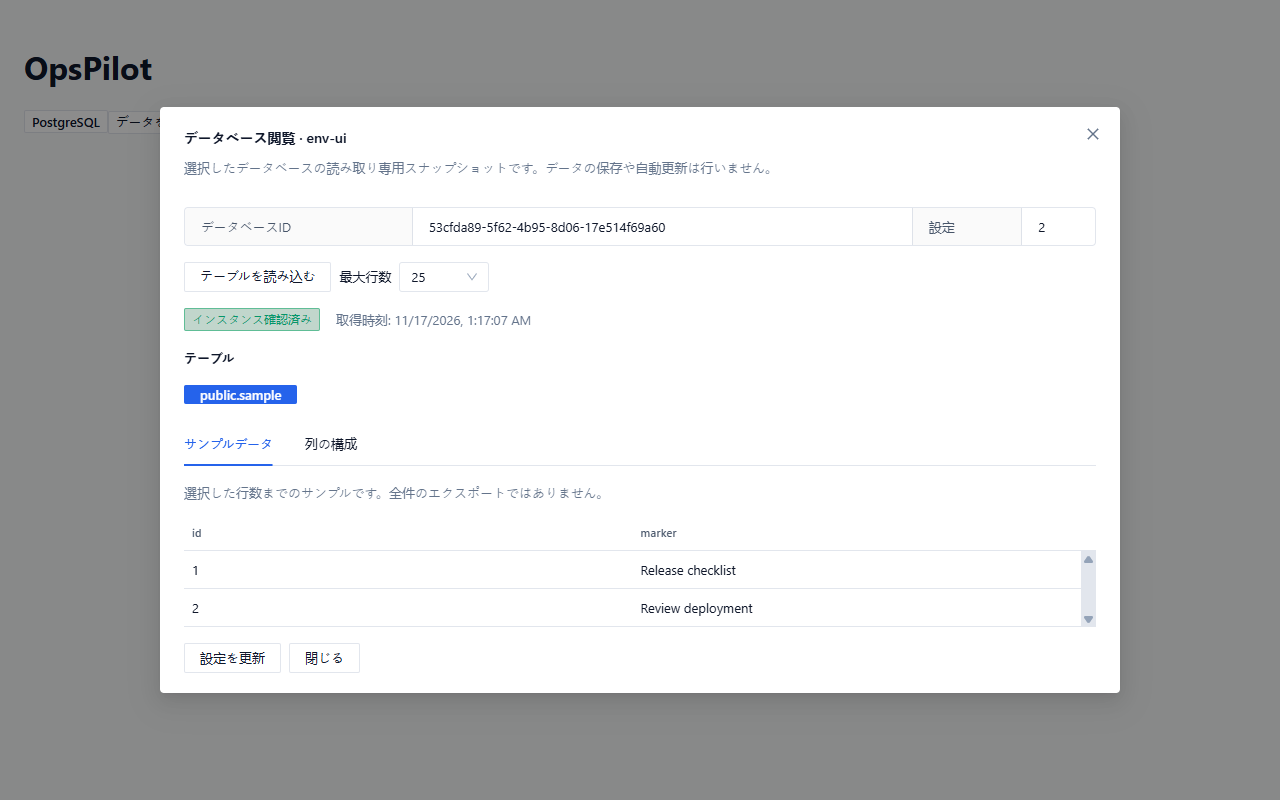 OpsPilot
PostgreSQL データを
データベース閲覧 · env-ui
選択したデータベースの読み取り専用スナップショットです。データの保存や自動更新は行いません。
データベースID 53cfda89-5f62-4b95-8d06-17e514f69a60 設定 2
テーブルを読み込む 最大行数 25
インスタンス確認済み 取得時刻: 11/17/2026, 1:17:07 AM
テーブル
public.sample
サンプルデータ 列の構成
選択した行数までのサンプルです。全件のエクスポートではありません。
id marker
1 Release checklist
2 Review deployment
設定を更新 閉じる